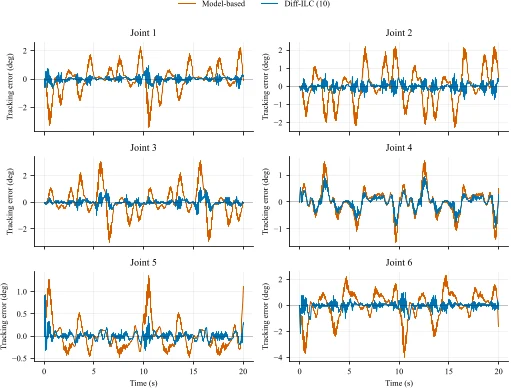 Model-based Diff-ILC (10)
Joint 1 Joint 2
Tracking error (deg)
2
0
−2
Tracking error (deg)
2
1
0
−1
−2
Joint 3 Joint 4
Tracking error (deg)
2
0
−2
Tracking error (deg)
1
0
−1
Joint 5 Joint 6
Tracking error (deg)
1.0
0.5
0.0
−0.5
Tracking error (deg)
2
0
−2
−4
0 5 10 15 20 0 5 10 15 20
Time (s) Time (s)